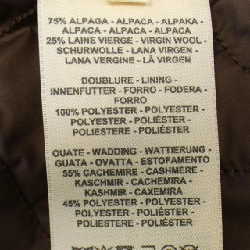 75% ALPAGA - ALPACA - ALPAKA
ALPACA - ALPACA - ALPACA
25% LAINE VIERGE - VIRGIN WOOL
SCHURWOLLE - LANA VIRGEN -
LANA VERGINE - LÃ VIRGEN
DOUBLURE - LINING -
INNENFUTTER - FORRO - FODERA -
FORRO
100% POLYESTER - POLYESTER -
POLYESTER - POLIÉSTER -
POLIESTERE - POLIÉSTER
OUATE - WADDING - WATTIERUNG -
GUATA - OVATTA - ESTOFAMENTO
55% CACHEMIRE - CASHMERE -
KASCHMIR - CACHEMIR -
KASHMIR - CAXEMIRA
45% POLYESTER - POLYESTER -
POLYESTER - POLIÉSTER -
POLIESTERE - POLIÉSTER